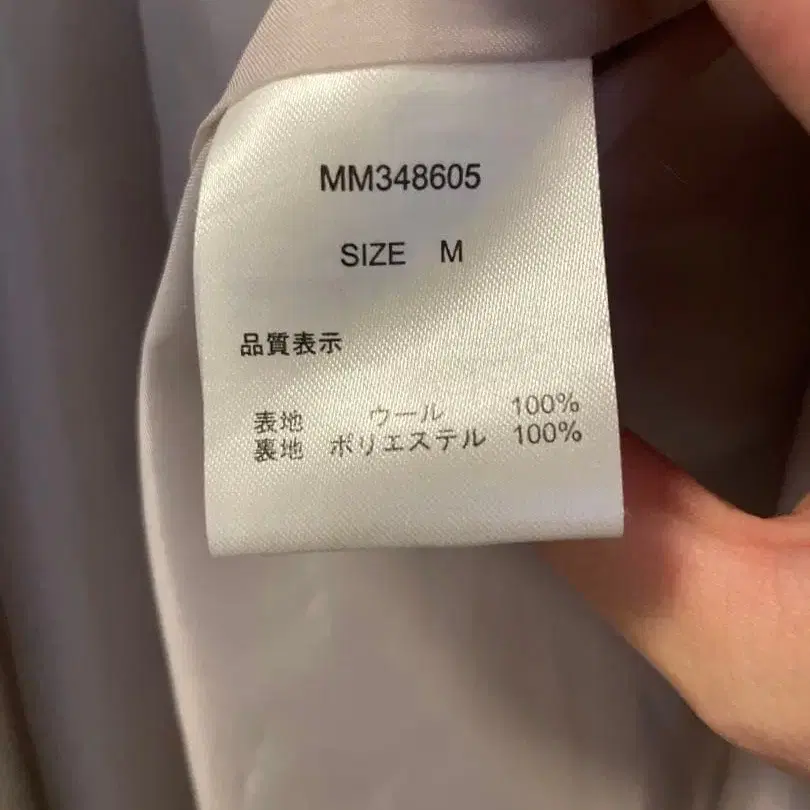 MM348605
SIZE M
品質表示
表地 ウール 100%
裏地 ポリエステル 100%